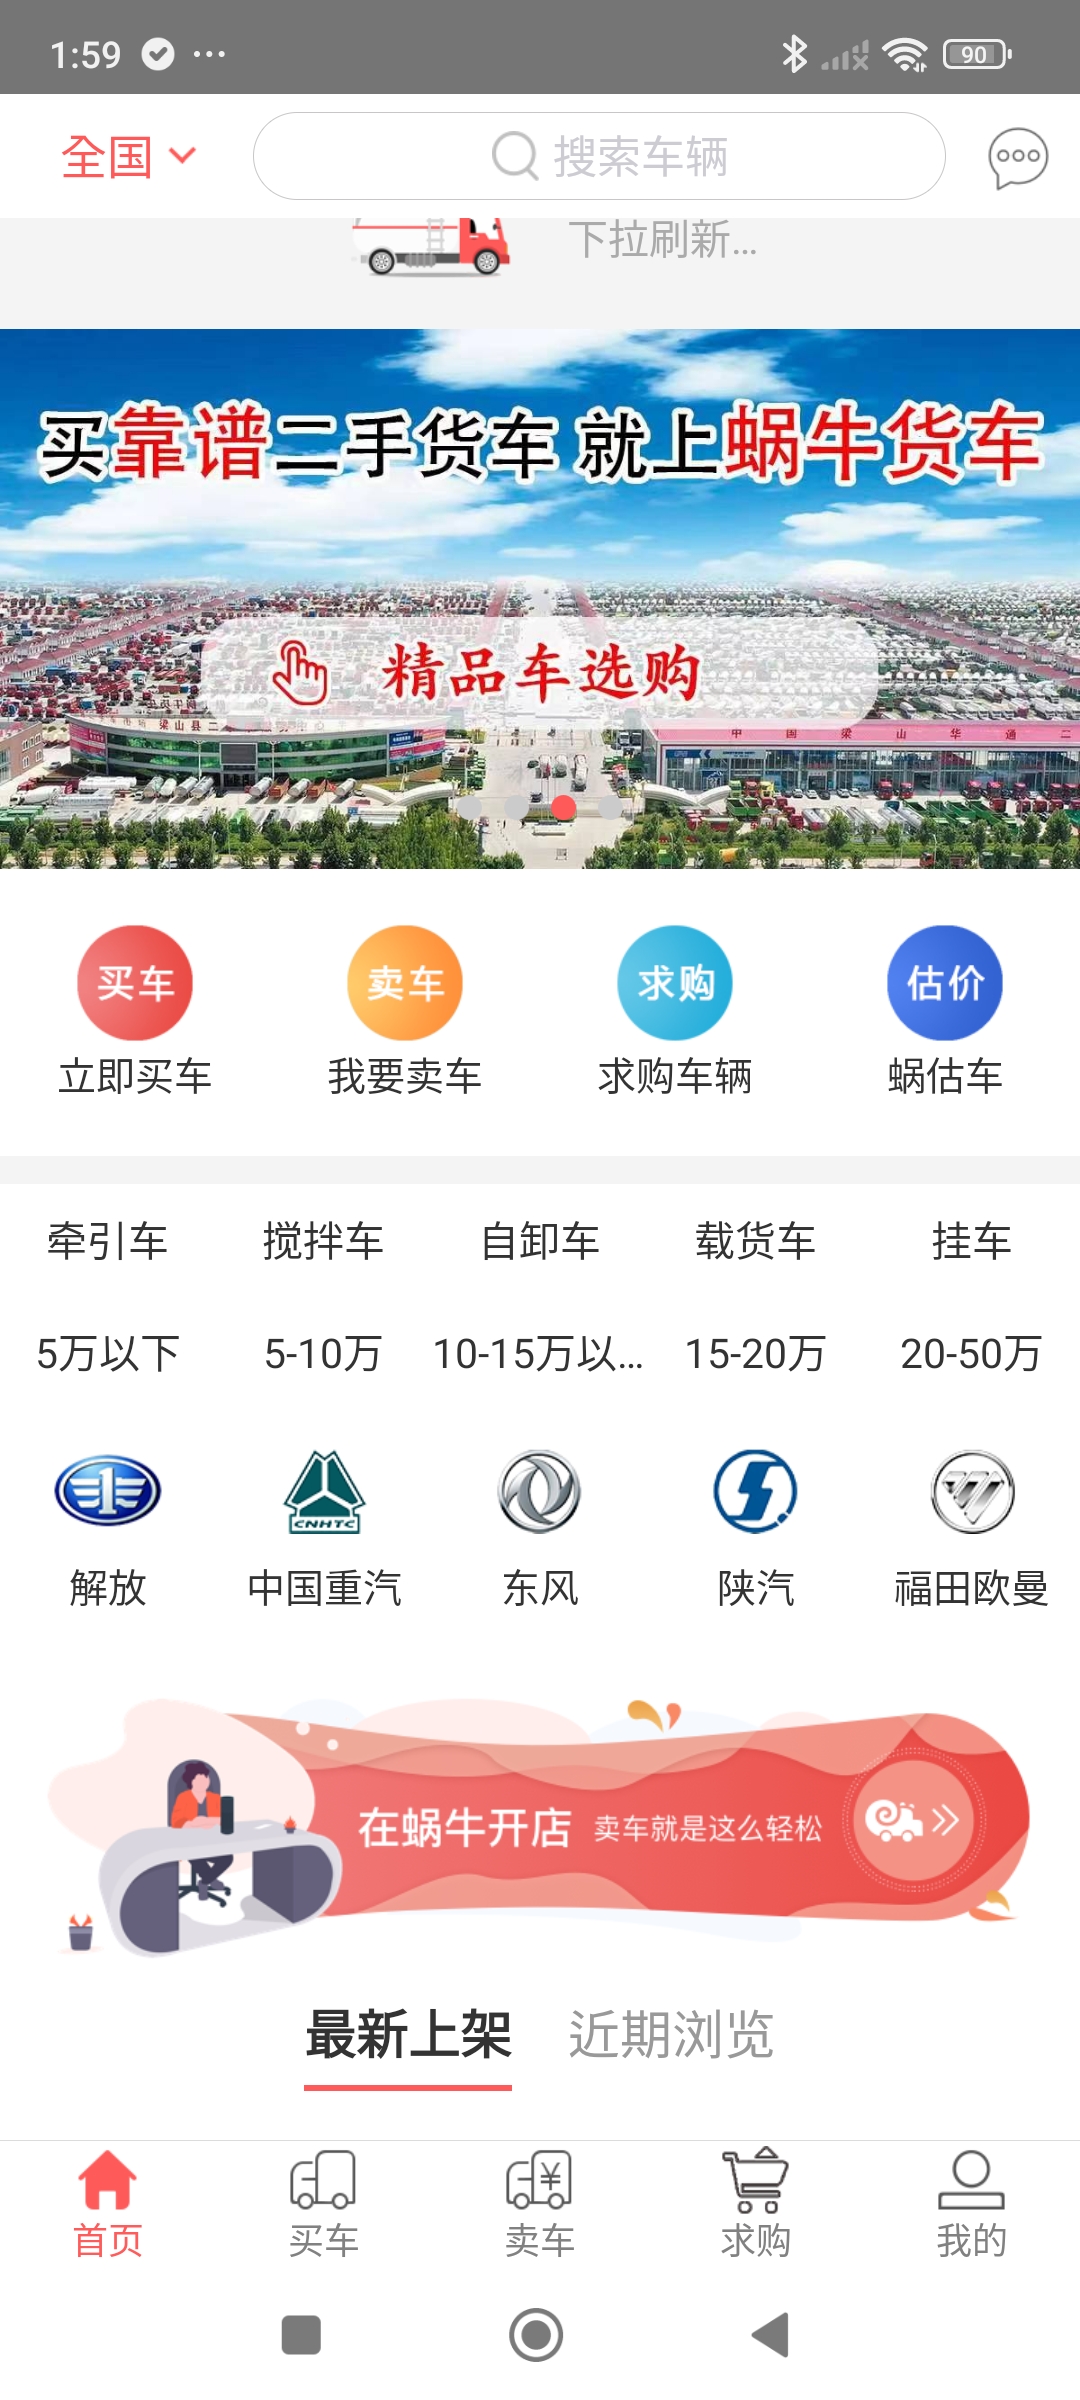 1:59
90
全国
搜索车辆
下拉刷新...
买靠谱二手货车 就上蜗牛货车
精品车选购
梁山县二
中国梁山华通二
买车
卖车
求购
估价
立即买车
我要卖车
求购车辆
蜗估车
牵引车
搅拌车
自卸车
载货车
挂车
5万以下
5-10万
10-15万以...
15-20万
20-50万
CNHTC
解放
中国重汽
东风
陕汽
福田欧曼
在蜗牛开店 卖车就是这么轻松
最新上架
近期浏览
首页
买车
卖车
求购
我的